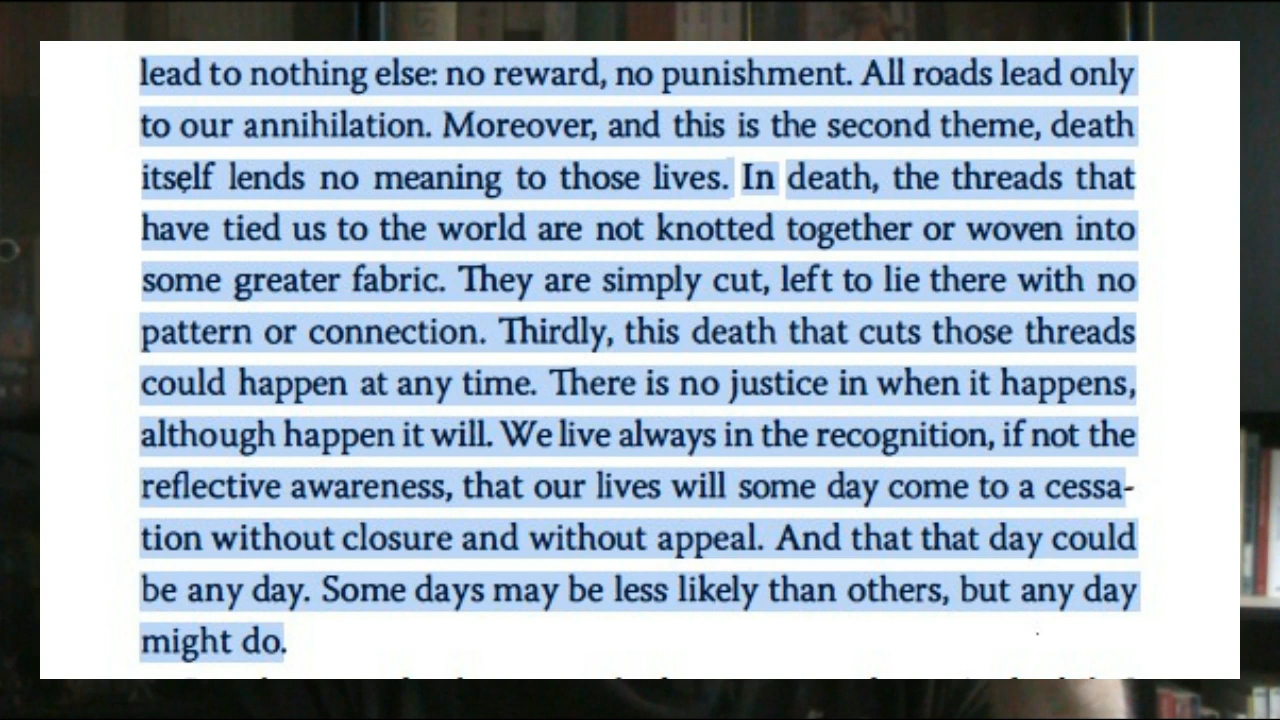 lead to nothing else: no reward, no punishment. All roads lead only
to our annihilation. Moreover, and this is the second theme, death
itself lends no meaning to those lives. In death, the threads that
have tied us to the world are not knotted together or woven into
some greater fabric. They are simply cut, left to lie there with no
pattern or connection. Thirdly, this death that cuts those threads
could happen at any time. There is no justice in when it happens,
although happen it will. We live always in the recognition, if not the
reflective awareness, that our lives will some day come to a cessa-
tion without closure and without appeal. And that that day could
be any day. Some days may be less likely than others, but any day
might do.